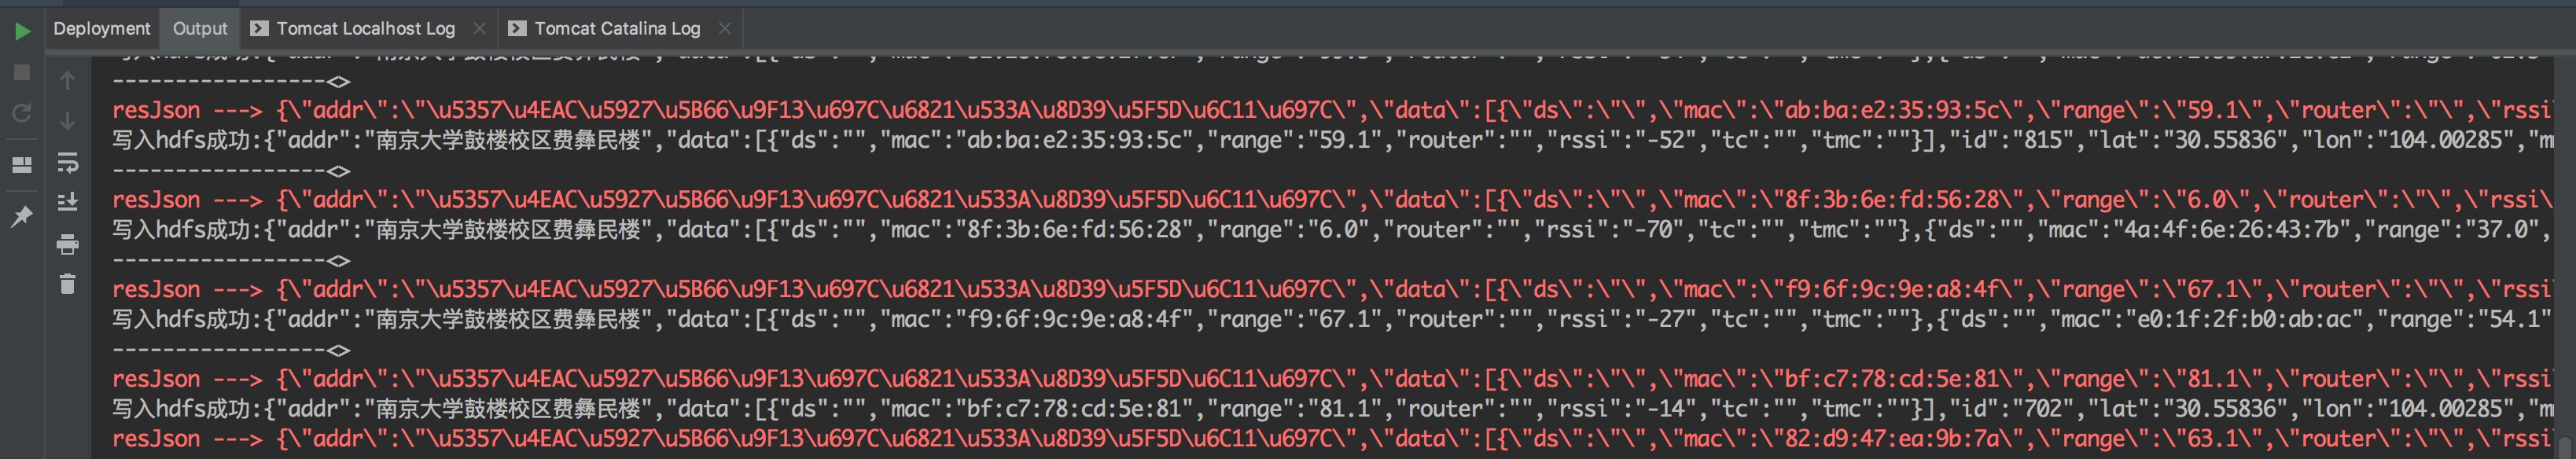 Deployment Output Tomcat Localhost Log Tomcat Catalina Log
-----------------<>
resJson ---> {\"addr\":\"\u5357\u4EAC\u5927\u5B66\u9F13\u697C\u6821\u533A\u8D39\u5F5D\u6C11\u697C\",\"data\":[{\"ds\":\"\",\"mac\":\"ab:ba:e2:35:93:5c\",\"range\":\"59.1\",\"router\":\"\",\"rssi
写入hdfs成功:{"addr":"南京大学鼓楼校区费彝民楼","data":[{"ds":"","mac":"ab:ba:e2:35:93:5c","range":"59.1","router":"","rssi":"-52","tc":"","tmc":""}],"id":"815","lat":"30.55836","lon":"104.00285","m
-----------------<>
resJson ---> {\"addr\":\"\u5357\u4EAC\u5927\u5B66\u9F13\u697C\u6821\u533A\u8D39\u5F5D\u6C11\u697C\",\"data\":[{\"ds\":\"\",\"mac\":\"8f:3b:6e:fd:56:28\",\"range\":\"6.0\",\"router\":\"\",\"rssi\
写入hdfs成功:{"addr":"南京大学鼓楼校区费彝民楼","data":[{"ds":"","mac":"8f:3b:6e:fd:56:28","range":"6.0","router":"","rssi":"-70","tc":"","tmc":""},{"ds":"","mac":"4a:4f:6e:26:43:7b","range":"37.0",
-----------------<>
resJson ---> {\"addr\":\"\u5357\u4EAC\u5927\u5B66\u9F13\u697C\u6821\u533A\u8D39\u5F5D\u6C11\u697C\",\"data\":[{\"ds\":\"\",\"mac\":\"f9:6f:9c:9e:a8:4f\",\"range\":\"67.1\",\"router\":\"\",\"rssi
写入hdfs成功:{"addr":"南京大学鼓楼校区费彝民楼","data":[{"ds":"","mac":"f9:6f:9c:9e:a8:4f","range":"67.1","router":"","rssi":"-27","tc":"","tmc":""},{"ds":"","mac":"e0:1f:2f:b0:ab:ac","range":"54.1"
-----------------<>
resJson ---> {\"addr\":\"\u5357\u4EAC\u5927\u5B66\u9F13\u697C\u6821\u533A\u8D39\u5F5D\u6C11\u697C\",\"data\":[{\"ds\":\"\",\"mac\":\"bf:c7:78:cd:5e:81\",\"range\":\"81.1\",\"router\":\"\",\"rssi
写入hdfs成功:{"addr":"南京大学鼓楼校区费彝民楼","data":[{"ds":"","mac":"bf:c7:78:cd:5e:81","range":"81.1","router":"","rssi":"-14","tc":"","tmc":""}],"id":"702","lat":"30.55836","lon":"104.00285","m
resJson ---> {\"addr\":\"\u5357\u4EAC\u5927\u5B66\u9F13\u697C\u6821\u533A\u8D39\u5F5D\u6C11\u697C\",\"data\":[{\"ds\":\"\",\"mac\":\"82:d9:47:ea:9b:7a\",\"range\":\"63.1\",\"router\":\"\",\"rssi